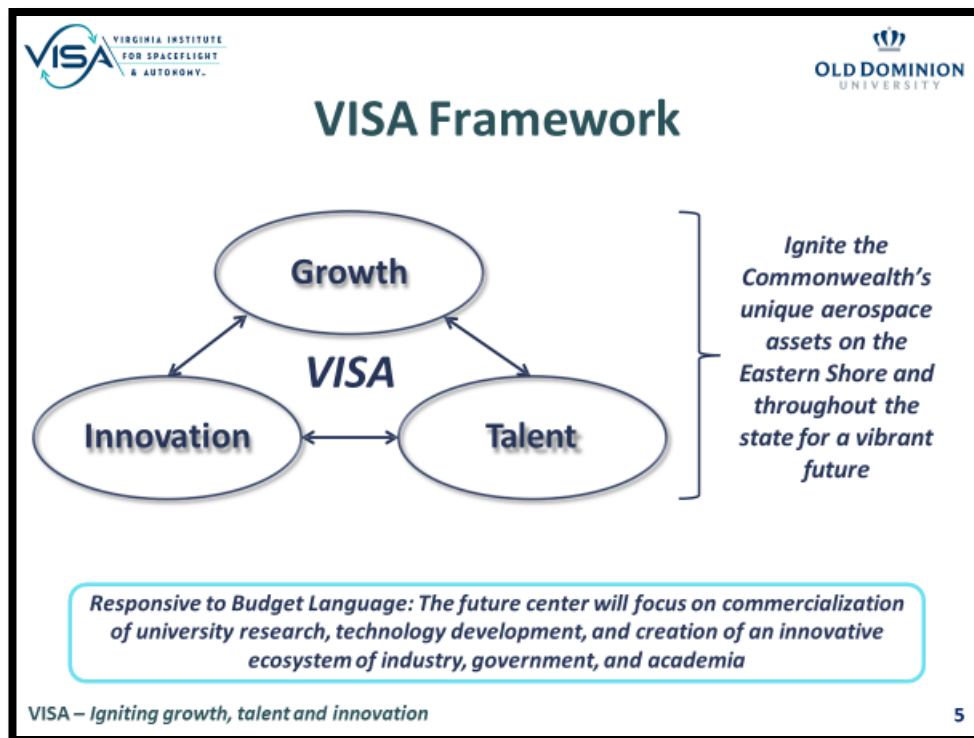 VISA
VIRGINIA INSTITUTE
FOR SPACEFLIGHT
& AUTONOMY™
OLD DOMINION
UNIVERSITY
VISA Framework
Growth
VISA
Innovation
Talent
Ignite the
Commonwealth's
unique aerospace
assets on the
Eastern Shore and
throughout the
state for a vibrant
future
Responsive to Budget Language: The future center will focus on commercialization
of university research, technology development, and creation of an innovative
ecosystem of industry, government, and academia
VISA – Igniting growth, talent and innovation
5